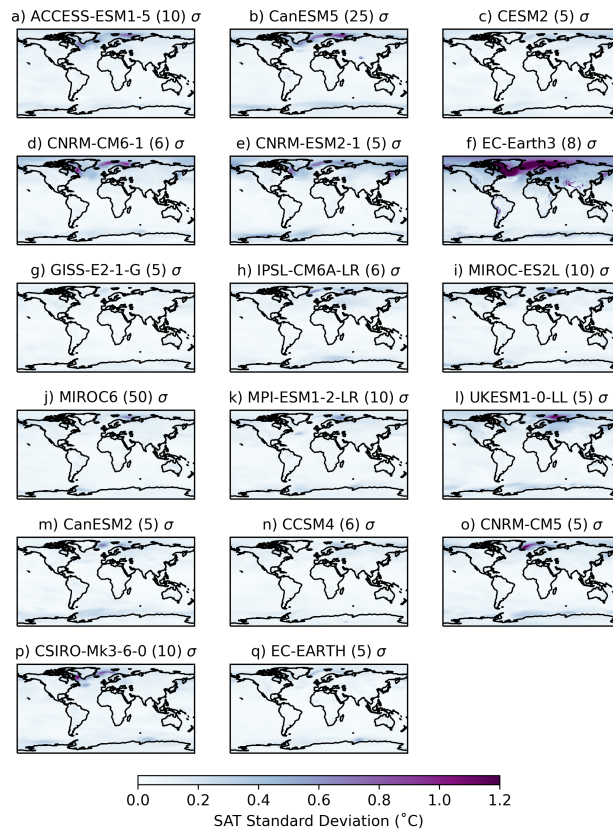 a) ACCESS-ESM1-5 (10) σ
b) CanESM5 (25) σ
c) CESM2 (5) σ
d) CNRM-CM6-1 (6) σ
e) CNRM-ESM2-1 (5) σ
f) EC-Earth3 (8) σ
g) GISS-E2-1-G (5) σ
h) IPSL-CM6A-LR (6) σ
i) MIROC-ES2L (10) σ
j) MIROC6 (50) σ
k) MPI-ESM1-2-LR (10) σ
l) UKESM1-0-LL (5) σ
m) CanESM2 (5) σ
n) CCSM4 (6) σ
o) CNRM-CM5 (5) σ
p) CSIRO-Mk3-6-0 (10) σ
q) EC-EARTH (5) σ
0.0 0.2 0.4 0.6 0.8 1.0 1.2
SAT Standard Deviation (˚C)